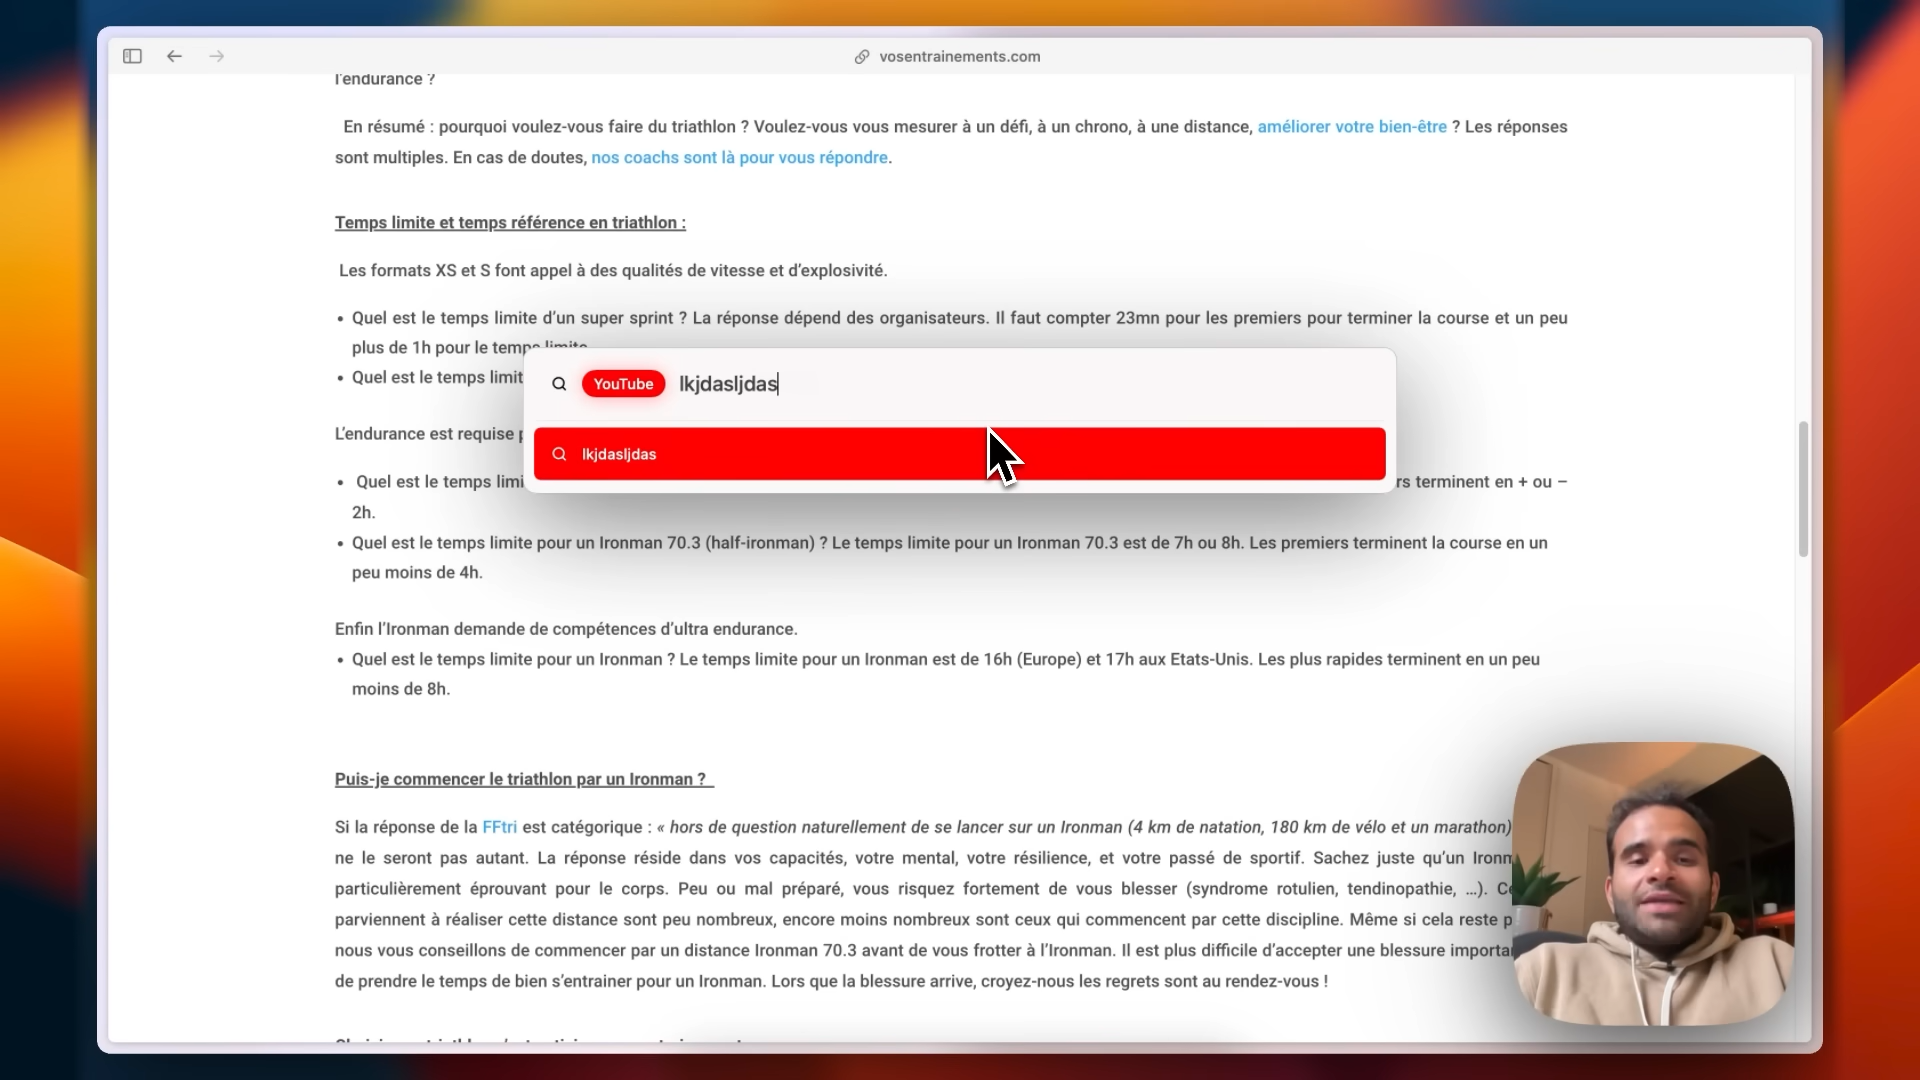 vosentrainements.com
l'endurance ?
En résumé : pourquoi voulez-vous faire du triathlon ? Voulez-vous vous mesurer à un défi, à un chrono, à une distance, améliorer votre bien-être ? Les réponses
sont multiples. En cas de doutes, nos coachs sont là pour vous répondre.
Temps limite et temps référence en triathlon :
Les formats XS et S font appel à des qualités de vitesse et d’explosivité.
• Quel est le temps limite d’un super sprint ? La réponse dépend des organisateurs. Il faut compter 23mn pour les premiers pour terminer la course et un peu
plus de 1h pour le temps limite.
• Quel est le temps limit
YouTube lkjdasljdas
L’endurance est requise
lkjdasljdas
• Quel est le temps limi
rs terminent en + ou –
2h.
• Quel est le temps limite pour un Ironman 70.3 (half-ironman) ? Le temps limite pour un Ironman 70.3 est de 7h ou 8h. Les premiers terminent la course en un
peu moins de 4h.
Enfin l’Ironman demande de compétences d’ultra endurance.
• Quel est le temps limite pour un Ironman ? Le temps limite pour un Ironman est de 16h (Europe) et 17h aux Etats-Unis. Les plus rapides terminent en un peu
moins de 8h.
Puis-je commencer le triathlon par un Ironman ?
Si la réponse de la FFtri est catégorique : « hors de question naturellement de se lancer sur un Ironman (4 km de natation, 180 km de vélo et un marathon)
ne le seront pas autant. La réponse réside dans vos capacités, votre mental, votre résilience, et votre passé de sportif. Sachez juste qu’un Ironm
particulièrement éprouvant pour le corps. Peu ou mal préparé, vous risquez fortement de vous blesser (syndrome rotulien, tendinopathie, …). Ce
parviennent à réaliser cette distance sont peu nombreux, encore moins nombreux sont ceux qui commencent par cette discipline. Même si cela reste p
nous vous conseillons de commencer par un distance Ironman 70.3 avant de vous frotter à l’Ironman. Il est plus difficile d’accepter une blessure importan
de prendre le temps de bien s’entrainer pour un Ironman. Lors que la blessure arrive, croyez-nous les regrets sont au rendez-vous !